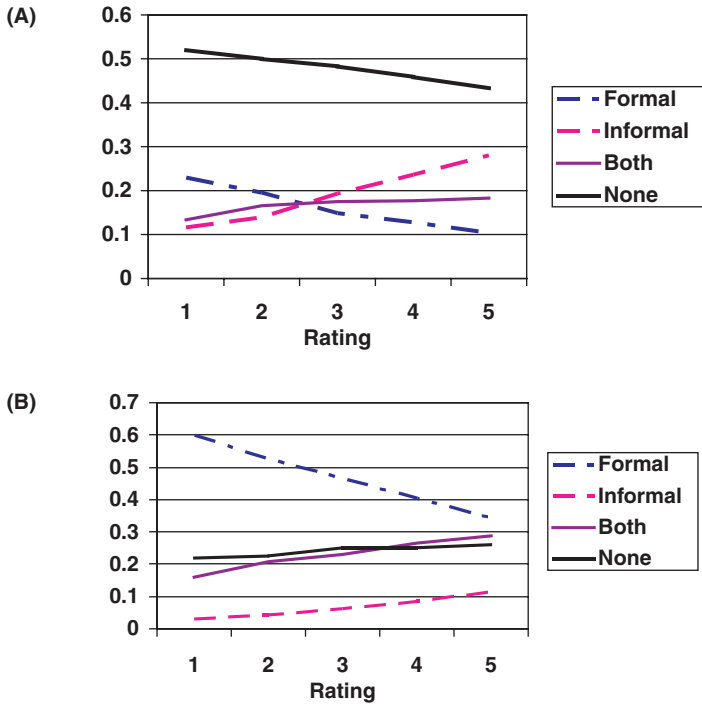 (A)
0.6
0.5
0.4
0.3
0.2
0.1
0
1 2 3 4 5
Rating
Formal
Informal
Both
None
(B)
0.7
0.6
0.5
0.4
0.3
0.2
0.1
0
1 2 3 4 5
Rating
Formal
Informal
Both
None